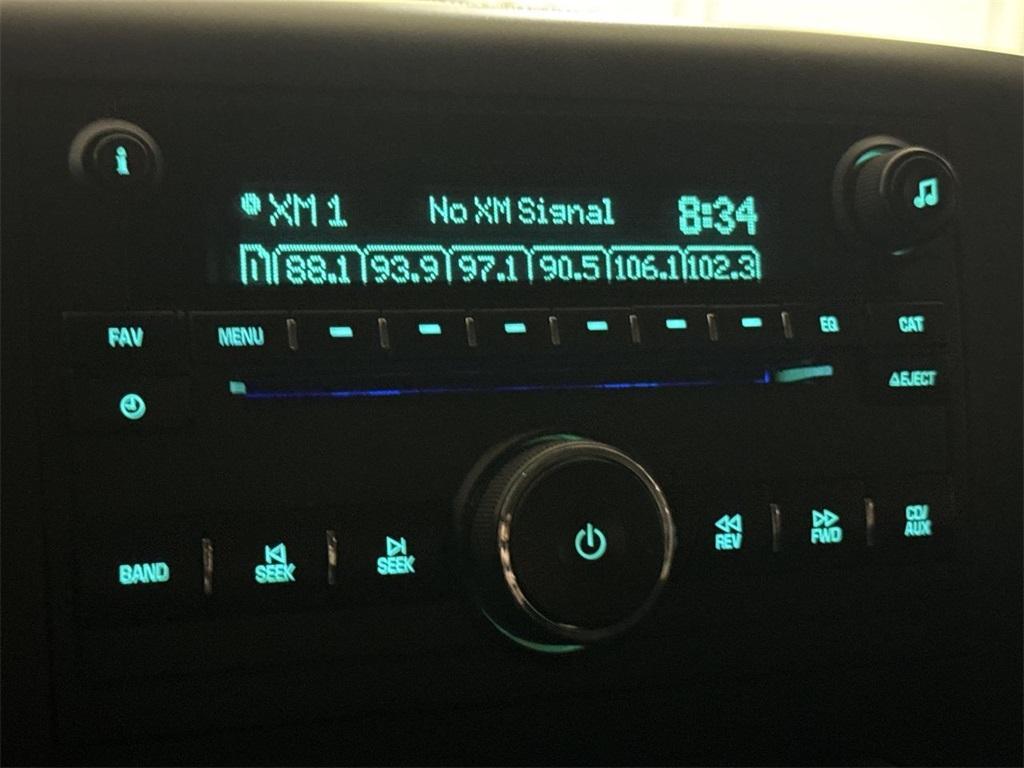 i
XM 1 No XM Signal 8:34
1 88.1 93.9 97.1 90.5 106.1 102.3
FAV MENU EQ CAT
EJECT
BAND SEEK SEEK REV FWD CD/
AUX